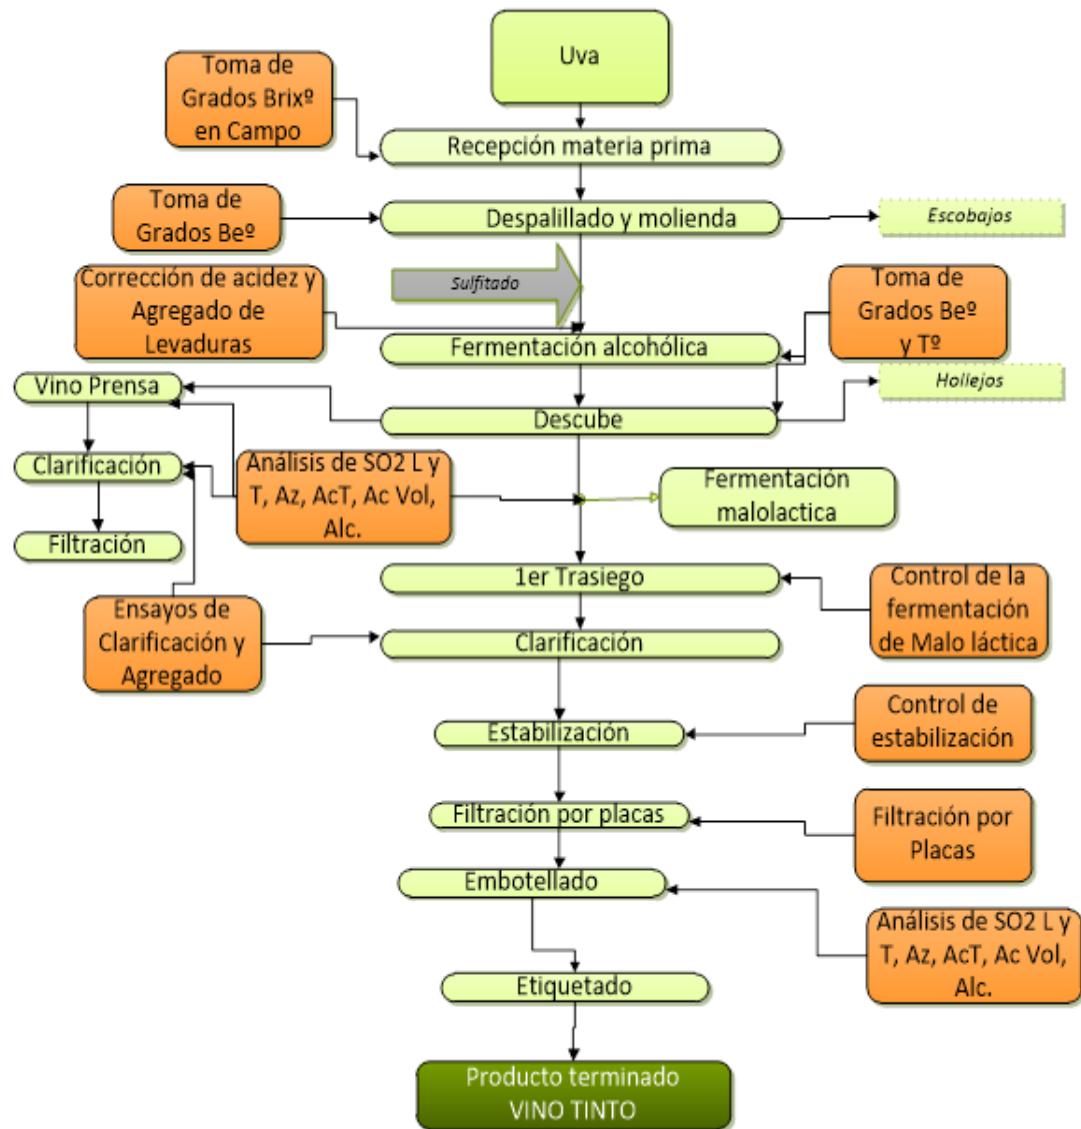 Uva
Toma de
Grados Brixº
en Campo
Recepción materia prima
Toma de
Grados Beº
Despalillado y molienda
Escobajos
Sulfitado
Corrección de acidez y
Agregado de
Levaduras
Toma de
Grados Beº
y Tº
Fermentación alcohólica
Vino Prensa
Hollejos
Descube
Clarificación
Análisis de SO2 L y
T, Az, AcT, Ac Vol,
Alc.
Fermentación
malolactica
Filtración
1er Trasiego
Control de la
fermentación
de Malo láctica
Ensayos de
Clarificación y
Agregado
Clarificación
Estabilización
Control de
estabilización
Filtración por placas
Filtración por
Placas
Embotellado
Análisis de SO2 L y
T, Az, AcT, Ac Vol,
Alc.
Etiquetado
Producto terminado
VINO TINTO